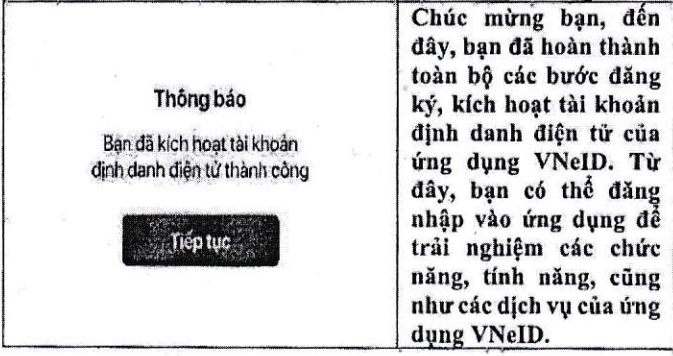 Thông báo
Bạn đã kích hoạt tài khoản
định danh điện tử thành công
Tiếp tục
Chúc mừng bạn, đến
đây, bạn đã hoàn thành
toàn bộ các bước đăng
ký, kích hoạt tài khoản
định danh điện tử của
ứng dụng VNeID. Từ
đây, bạn có thể đăng
nhập vào ứng dụng để
trải nghiệm các chức
năng, tính năng, cũng
như các dịch vụ của ứng
dụng VNeID.